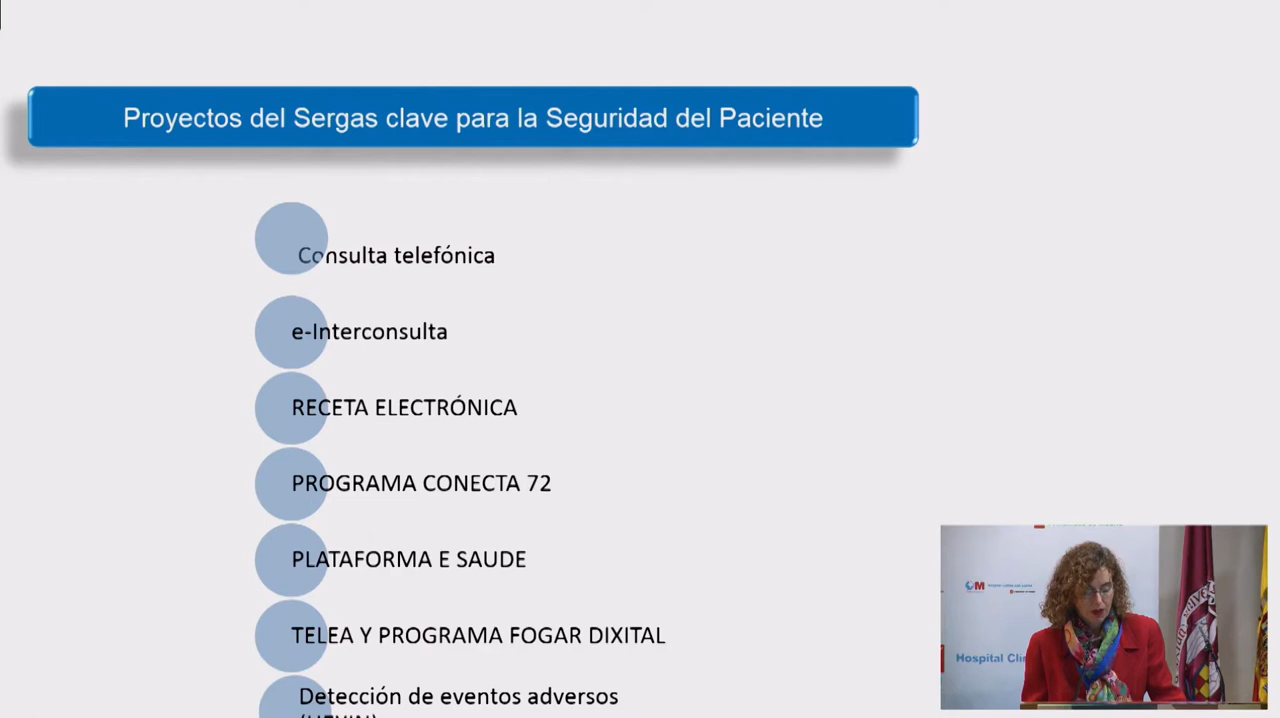 Proyectos del Sergas clave para la Seguridad del Paciente
Consulta telefónica
e-Interconsulta
RECETA ELECTRÓNICA
PROGRAMA CONECTA 72
PLATAFORMA E SAUDE
TELEA Y PROGRAMA FOGAR DIXITAL
Detección de eventos adversos
Hospital Clín